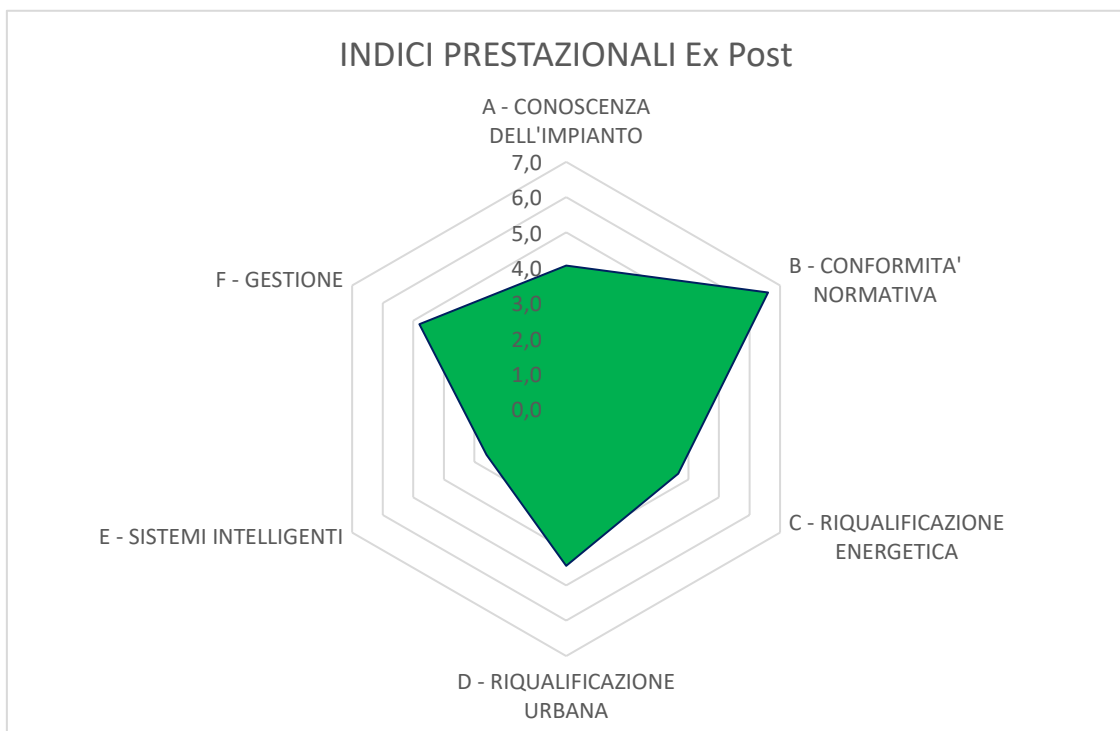 INDICI PRESTAZIONALI Ex Post
A - CONOSCENZA
DELL'IMPIANTO
7,0
6,0
5,0
4,0
3,0
2,0
1,0
0,0
B - CONFORMITA'
NORMATIVA
C - RIQUALIFICAZIONE
ENERGETICA
D - RIQUALIFICAZIONE
URBANA
E - SISTEMI INTELLIGENTI
F - GESTIONE